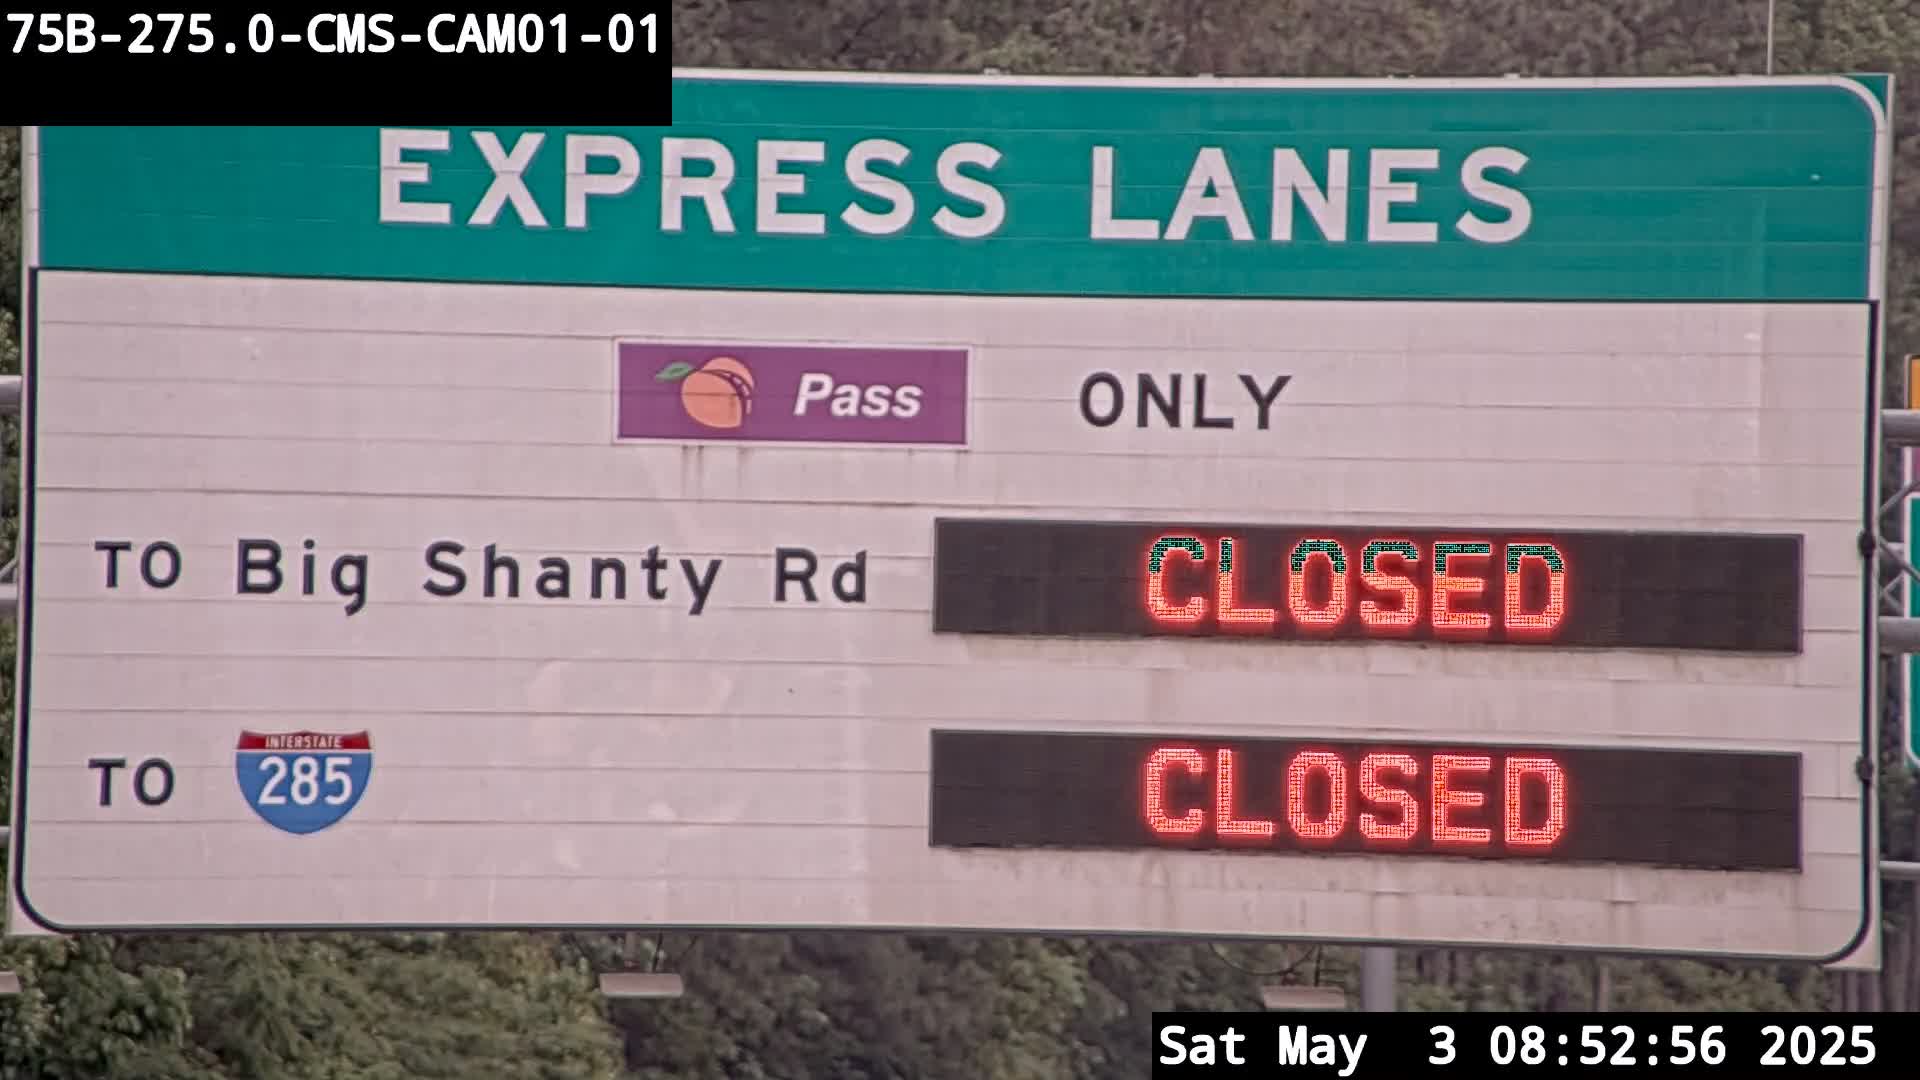 75B-275.0-CMS-CAM01-01
EXPRESS LANES
Pass ONLY
TO Big Shanty Rd CLOSED
INTERSTATE
TO 285 CLOSED
Sat May 3 08:52:56 2025